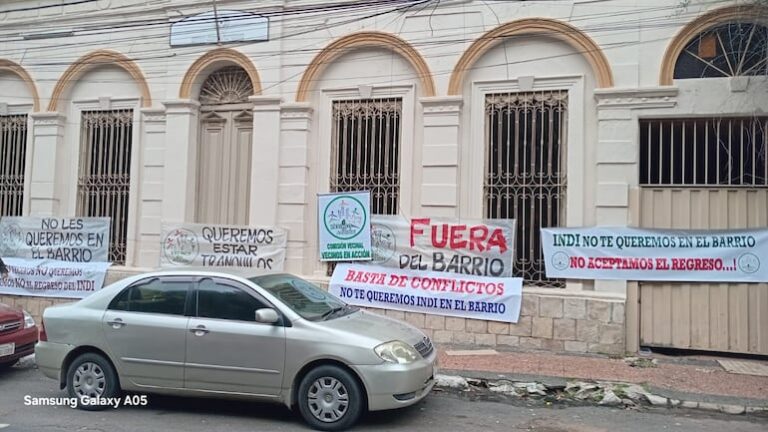 NO LES
QUEREMOS EN
EL BARRIO
NO QUEREMOS
DEL INDI
QUEREMOS
ESTAR
TRANQUILOS
COMISIÓN VECINAL
VECINOS EN ACCIÓN
FUERA
DEL BARRIO
BASTA DE CONFLICTOS
NO TE QUEREMOS INDI EN EL BARRIO
INDI NO TE QUEREMOS EN EL BARRIO
NO ACEPTAMOS EL REGRESO...!
Samsung Galaxy A05